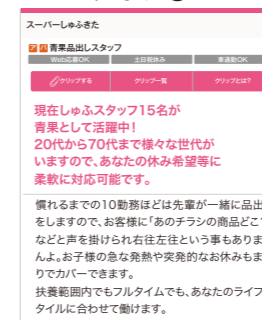 スーパーしゅふきた
ア パ 青果品出しスタッフ
Web応募OK 土日祝休み 車通勤OK
クリップする クリップ一覧 クリップとは?
現在しゅふスタッフ15名が
青果として活躍中!
20代から70代まで様々な世代が
いますので、あなたの休み希望等に
柔軟に対応可能です。
慣れるまでの10勤務ほどは先輩が一緒に品出
をしますので、お客様に「あのチラシの商品どこ
などと声を掛けられ右往左往という事もありま
んよ。お子様の急な発熱や突発的なお休みもま
りでカバーできます。
扶養範囲内でもフルタイムでも、あなたのライフ
タイルに合わせて働けます。